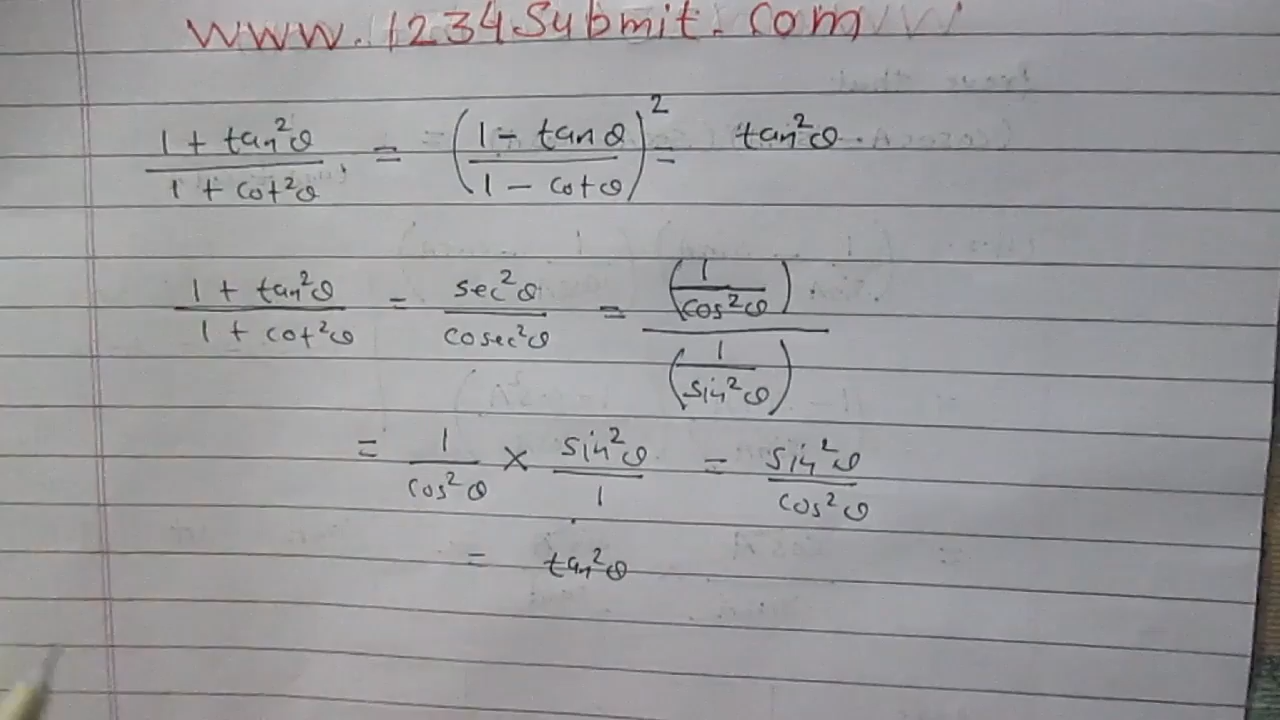 www.1234Submit.com
(1 + tan²θ)/(1 + cot²θ) = ((1 - tanθ)/(1 - cotθ))² = tan²θ.
(1 + tan²θ)/(1 + cot²θ) = sec²θ/cosec²θ = (1/cos²θ)/(1/sin²θ)
= 1/cos²θ × sin²θ/1 = sin²θ/cos²θ
= tan²θ